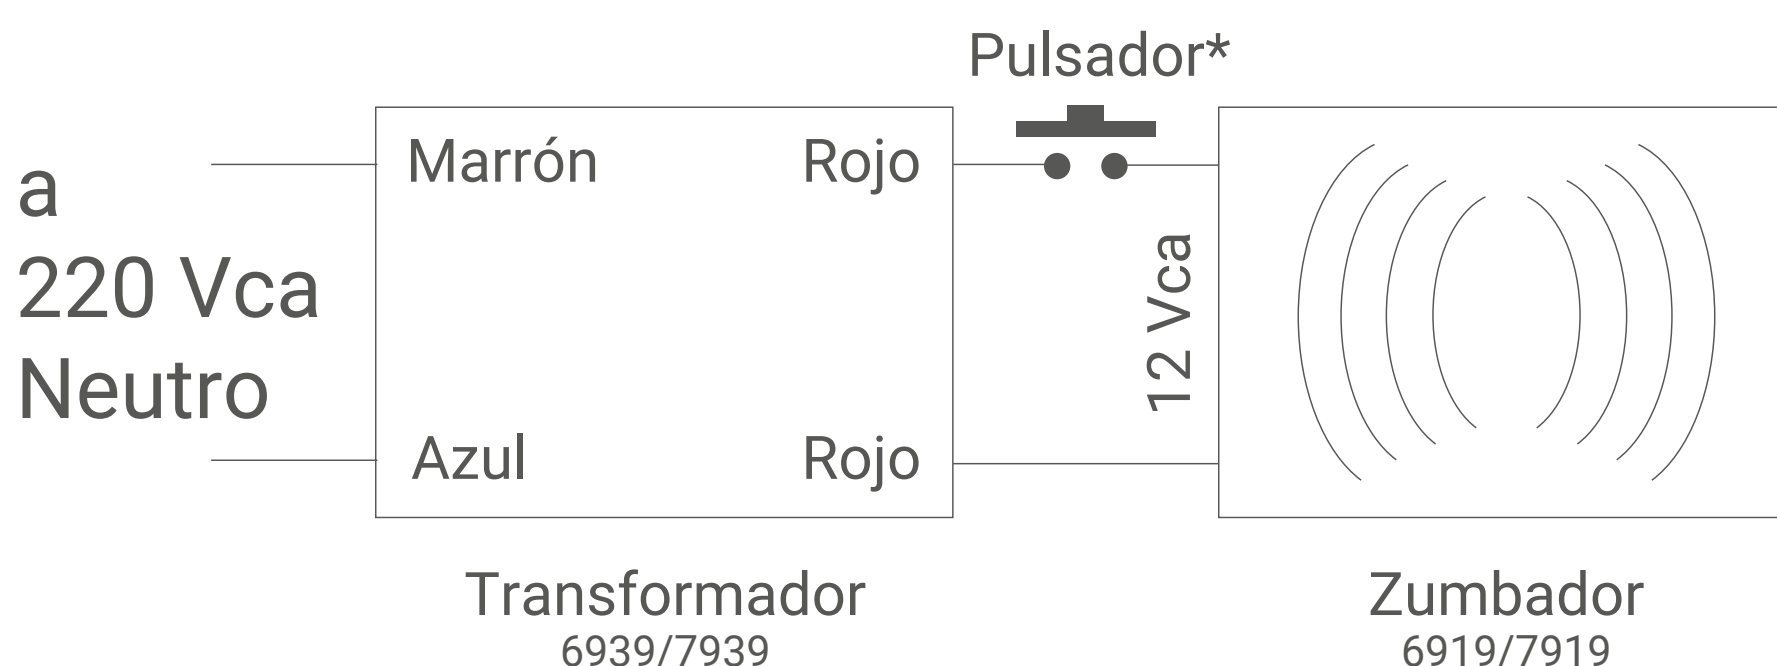 Pulsador*
Marrón
Rojo
a
220 Vca
Neutro
12 Vca
Azul
Rojo
Transformador
6939/7939
Zumbador
6919/7919